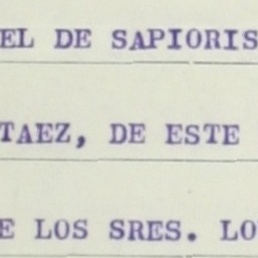 EL DE SAPIORIS
TAEZ, DE ESTE
E LOS SRES. LO